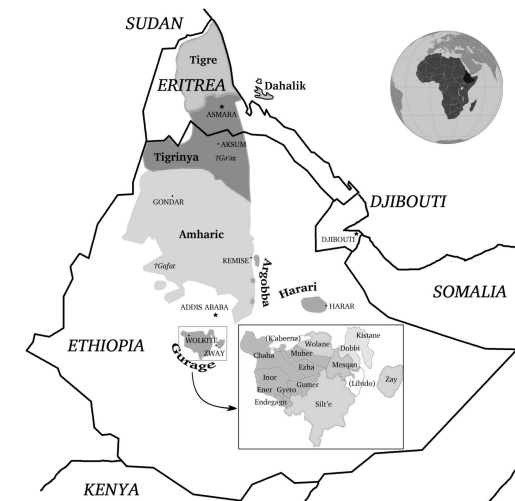 SUDAN
Tigre
ERITREA
Dahalik
ASMARA
AKSUM
Tigrinya
†Gəʿəz
GONDAR
DJIBOUTI
Amharic
DJIBOUTI
†Gafat
KEMISE
Argobba
Harari
SOMALIA
ADDIS ABABA
HARAR
ETHIOPIA
WOLKITE
ZWAY
Gurage
Kistane
(K'abeena)
Wolane
Dobbi
Chaha
Muher
Mesqan
Ezha
Inor
Zay
Gumer
(Libido)
Ener
Gyeto
Endegagn
Silt'e
KENYA